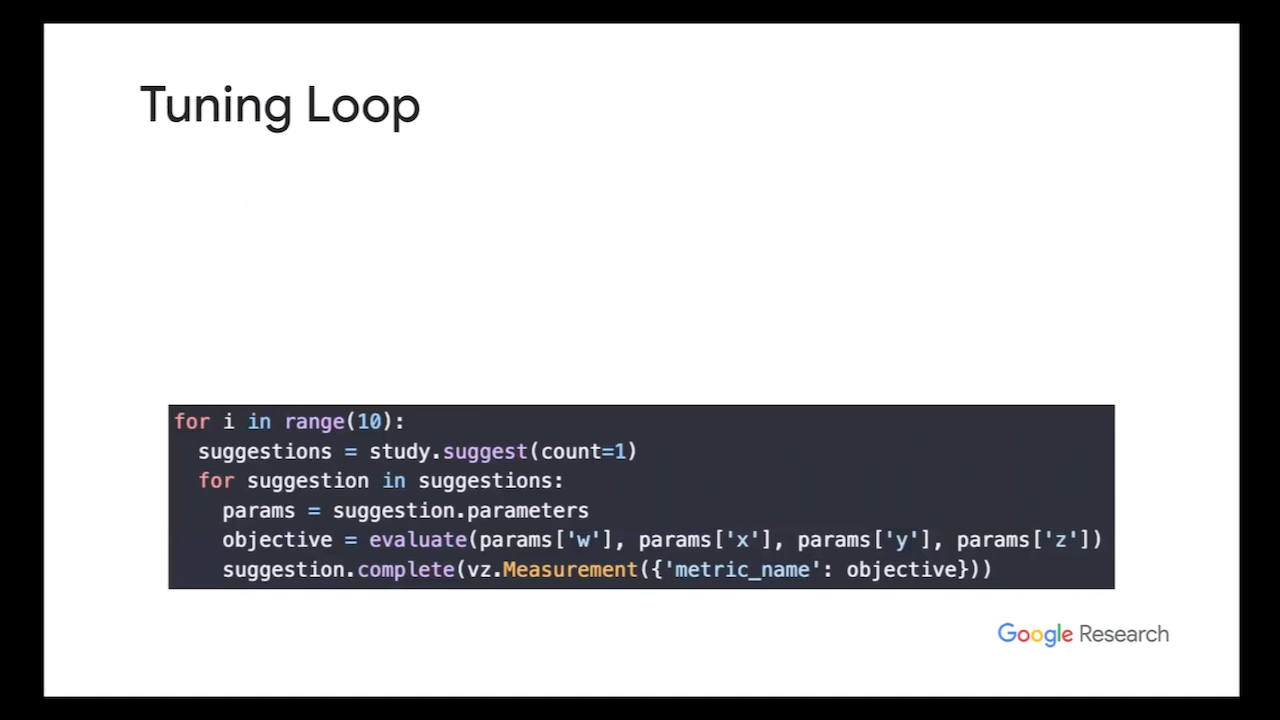 Tuning Loop
for i in range(10):
  suggestions = study.suggest(count=1)
  for suggestion in suggestions:
    params = suggestion.parameters
    objective = evaluate(params['w'], params['x'], params['y'], params['z'])
    suggestion.complete(vz.Measurement({'metric_name': objective}))
Google Research